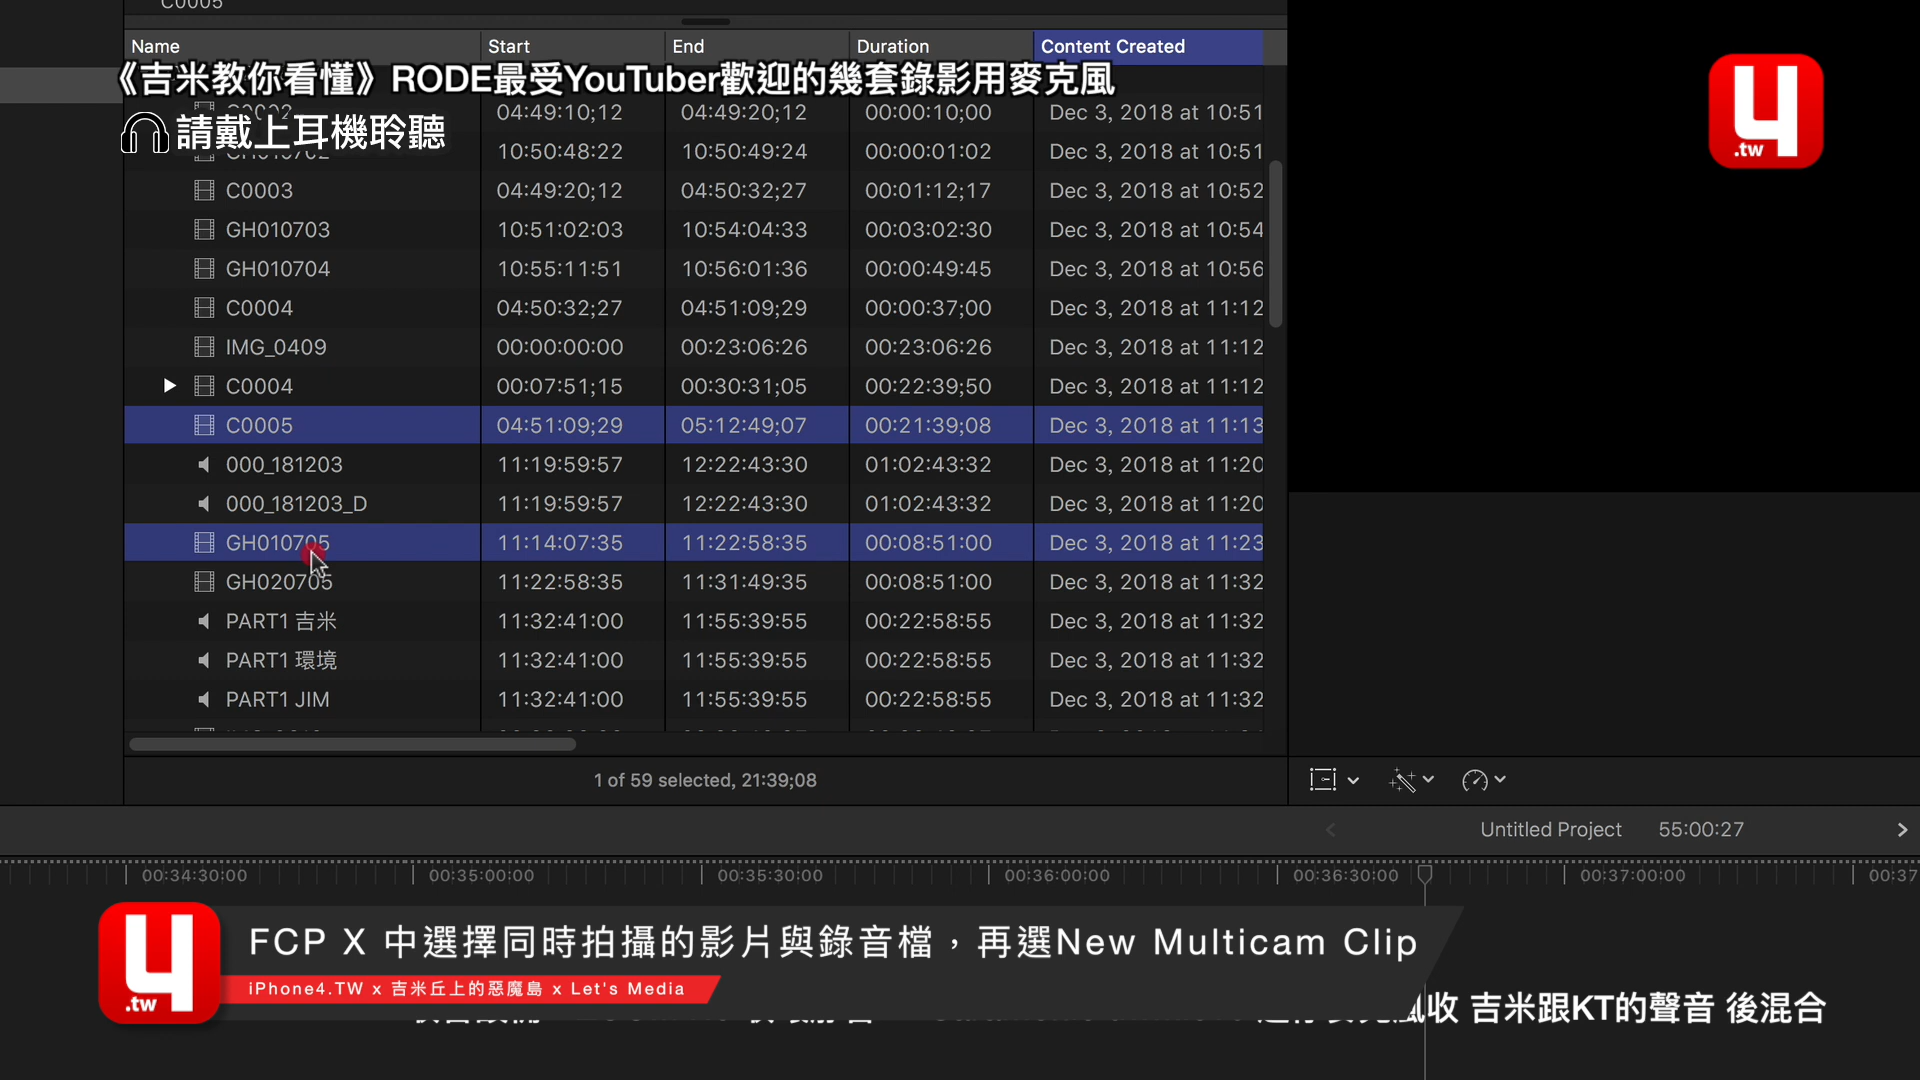 C0005
Name Start End Duration Content Created
《吉米教你看懂》RODE最受YouTuber歡迎的幾套錄影用麥克風
04:49:10;12 04:49:20;12 00:00:10;00 Dec 3, 2018 at 10:51
請戴上耳機聆聽
10:50:48:22 10:50:49:24 00:00:01:02 Dec 3, 2018 at 10:51
C0003 04:49:20;12 04:50:32;27 00:01:12;17 Dec 3, 2018 at 10:52
GH010703 10:51:02:03 10:54:04:33 00:03:02:30 Dec 3, 2018 at 10:54
GH010704 10:55:11:51 10:56:01:36 00:00:49:45 Dec 3, 2018 at 10:56
C0004 04:50:32;27 04:51:09;29 00:00:37;00 Dec 3, 2018 at 11:12
IMG_0409 00:00:00:00 00:23:06:26 00:23:06:26 Dec 3, 2018 at 11:12
C0004 00:07:51;15 00:30:31;05 00:22:39;50 Dec 3, 2018 at 11:12
C0005 04:51:09;29 05:12:49;07 00:21:39;08 Dec 3, 2018 at 11:13
000_181203 11:19:59:57 12:22:43:30 01:02:43:32 Dec 3, 2018 at 11:20
000_181203_D 11:19:59:57 12:22:43:30 01:02:43:32 Dec 3, 2018 at 11:20
GH010705 11:14:07:35 11:22:58:35 00:08:51:00 Dec 3, 2018 at 11:23
GH020705 11:22:58:35 11:31:49:35 00:08:51:00 Dec 3, 2018 at 11:32
PART1 吉米 11:32:41:00 11:55:39:55 00:22:58:55 Dec 3, 2018 at 11:32
PART1 環境 11:32:41:00 11:55:39:55 00:22:58:55 Dec 3, 2018 at 11:32
PART1 JIM 11:32:41:00 11:55:39:55 00:22:58:55 Dec 3, 2018 at 11:32
1 of 59 selected, 21:39;08
Untitled Project 55:00:27
00:34:30:00 00:35:00:00 00:35:30:00 00:36:00:00 00:36:30:00 00:37:00:00 00:37
4 .tw
FCP X 中選擇同時拍攝的影片與錄音檔，再選New Multicam Clip
iPhone4.TW x 吉米丘上的惡魔島 x Let's Media
4 .tw
收 吉米跟KT的聲音 後混合